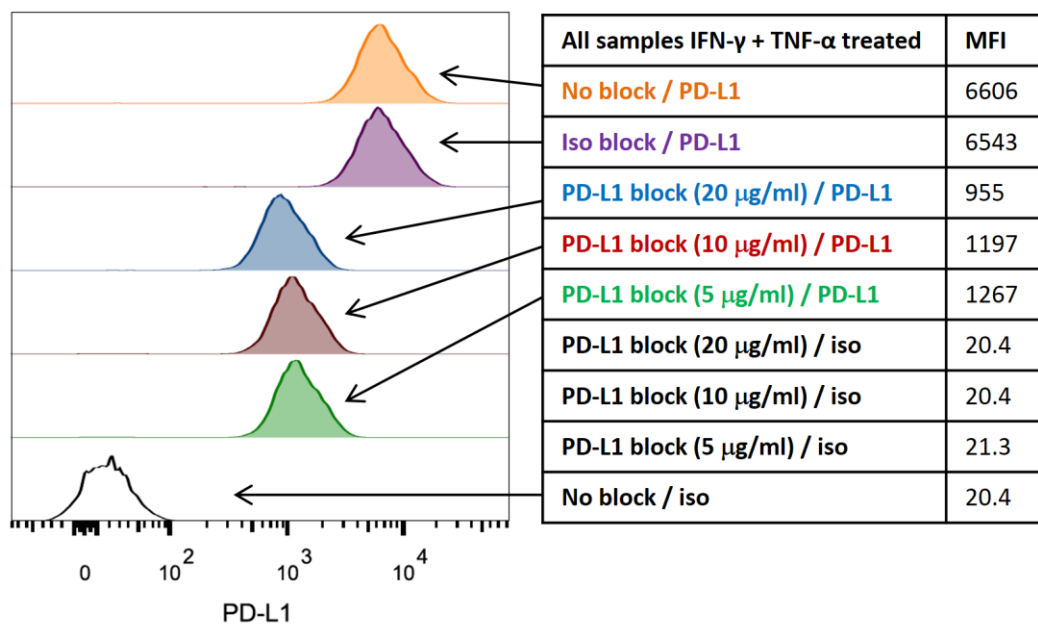 All samples IFN-γ + TNF-α treated MFI
No block / PD-L1 6606
Iso block / PD-L1 6543
PD-L1 block (20 μg/ml) / PD-L1 955
PD-L1 block (10 μg/ml) / PD-L1 1197
PD-L1 block (5 μg/ml) / PD-L1 1267
PD-L1 block (20 μg/ml) / iso 20.4
PD-L1 block (10 μg/ml) / iso 20.4
PD-L1 block (5 μg/ml) / iso 21.3
No block / iso 20.4
0 10² 10³ 10⁴
PD-L1